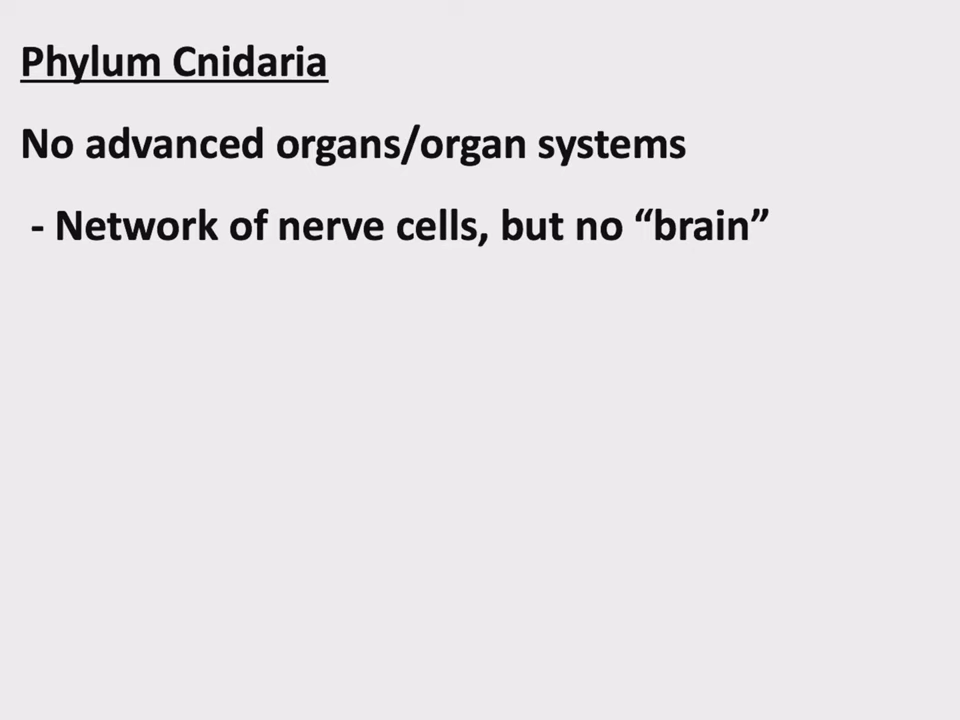 Phylum Cnidaria
No advanced organs/organ systems
- Network of nerve cells, but no “brain”